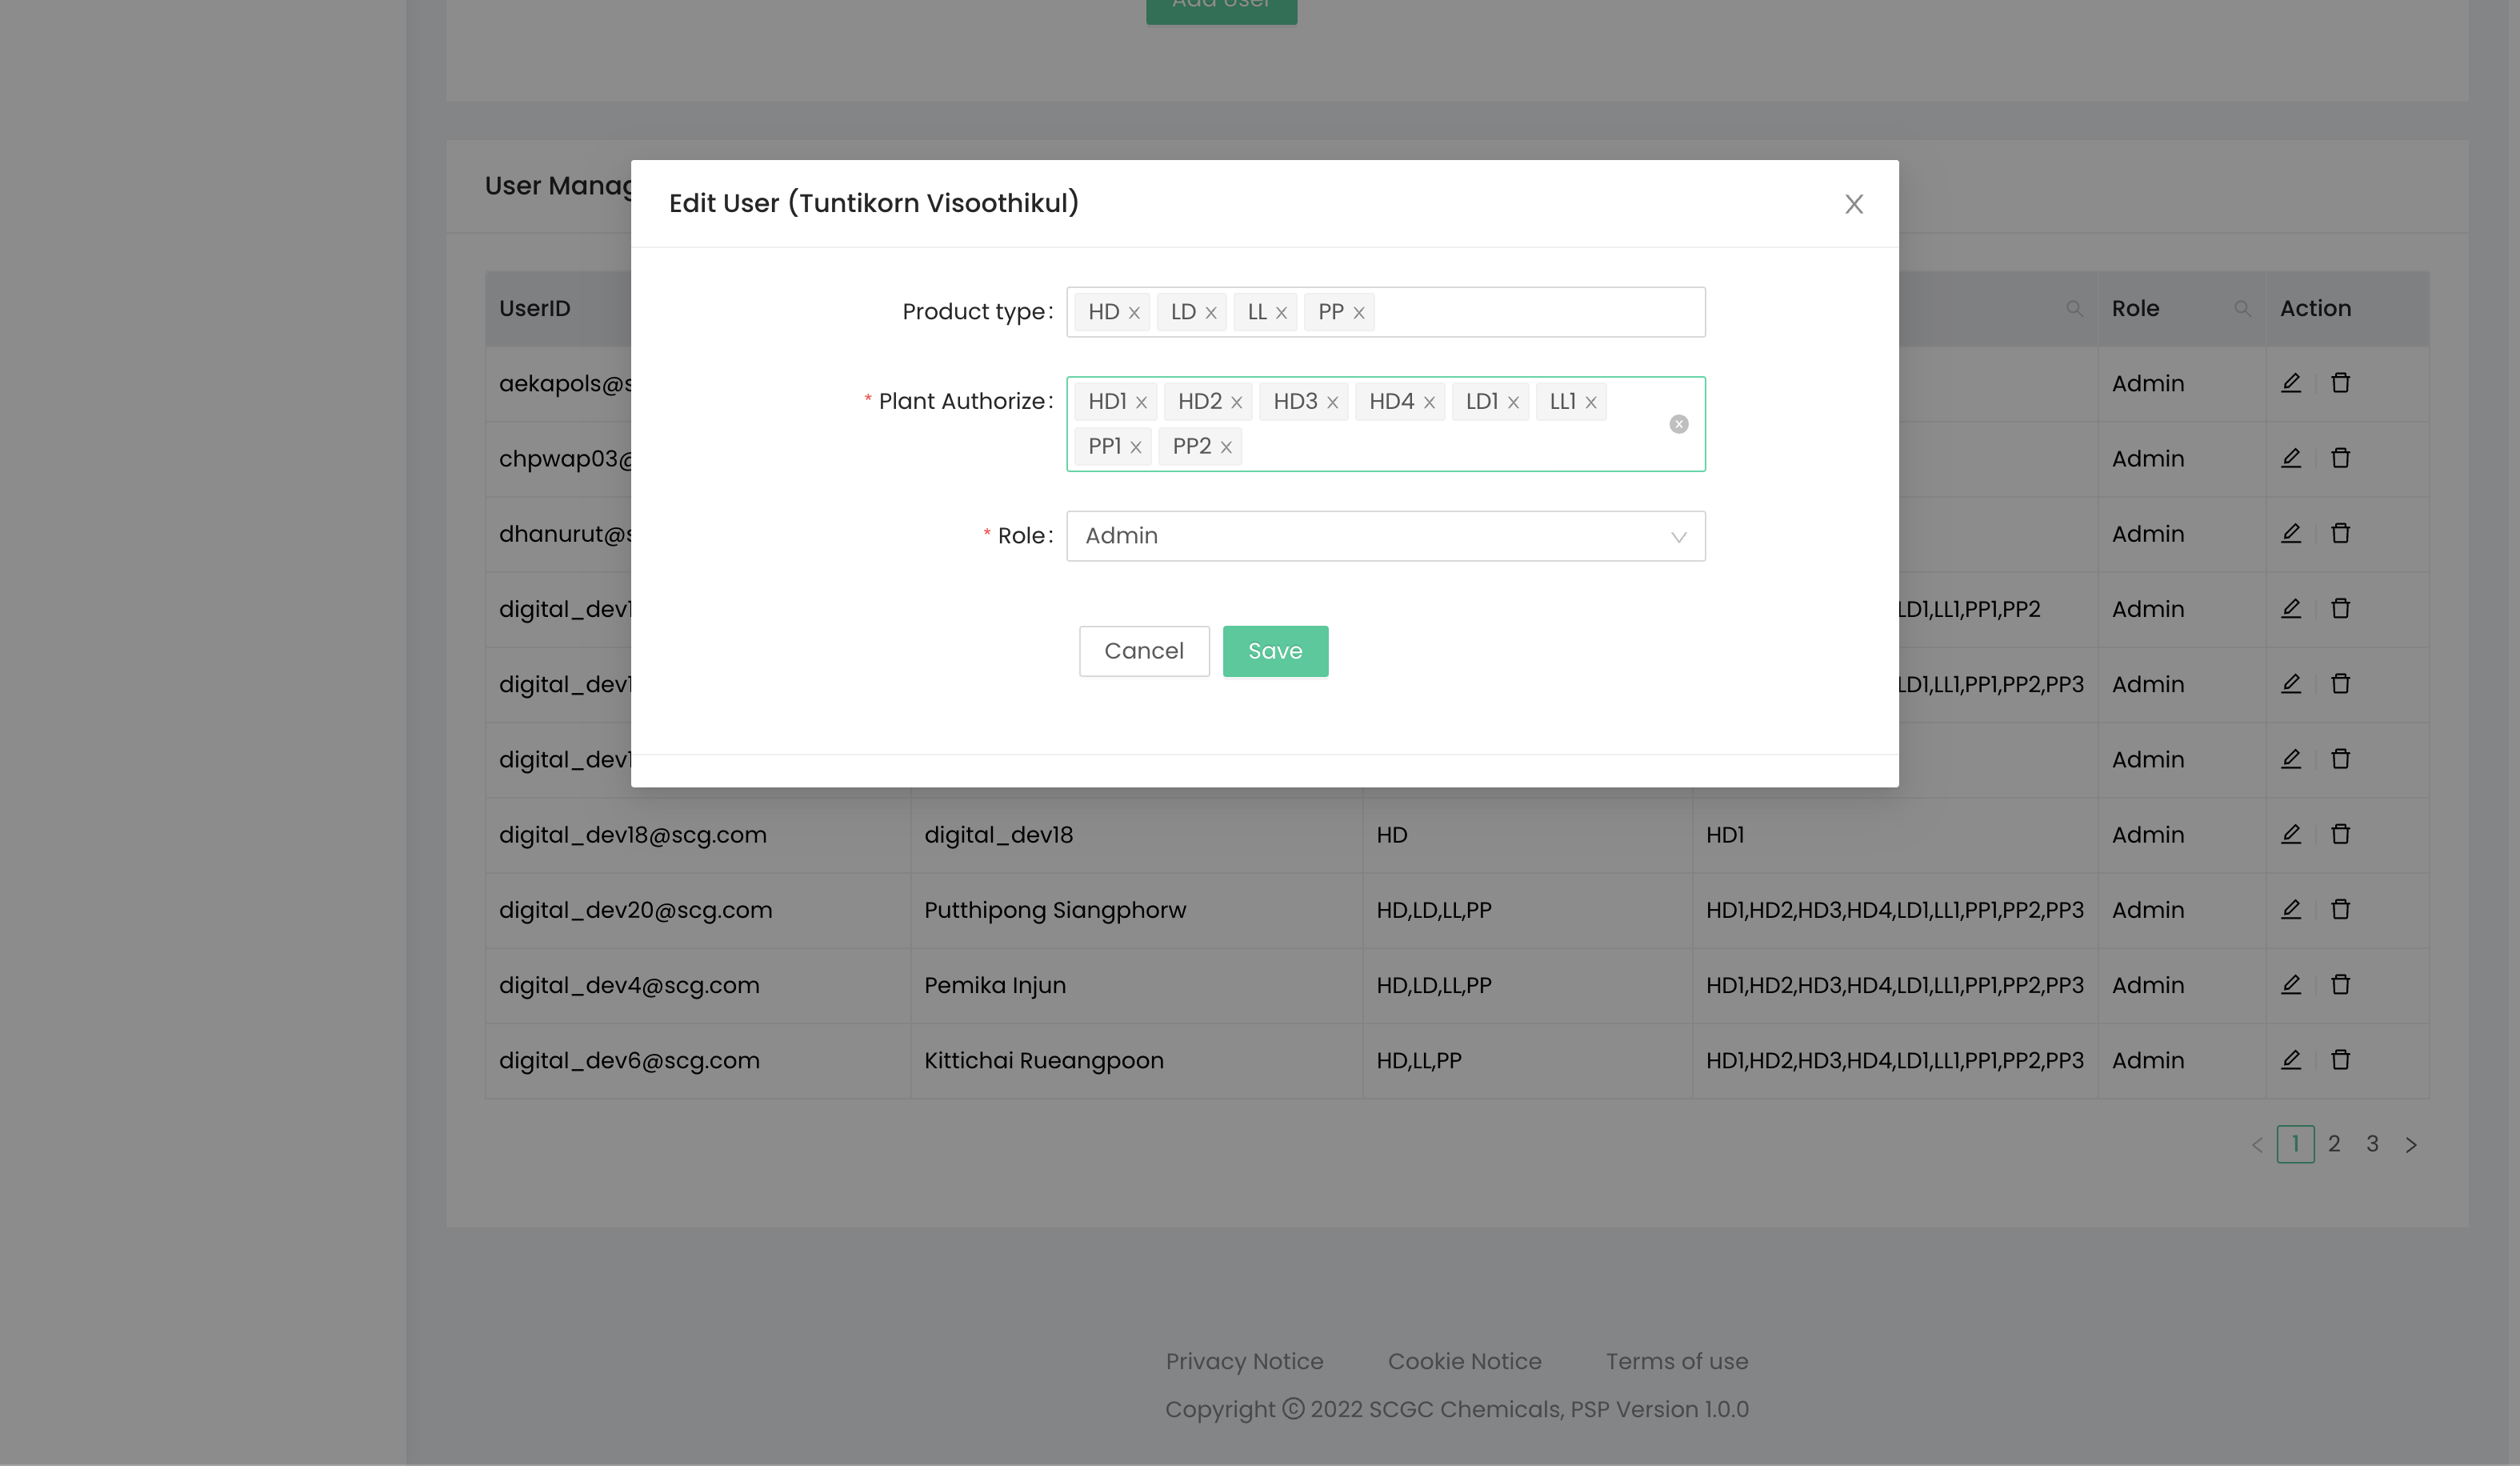 Add User
User Manag
Edit User (Tuntikorn Visoothikul)
Product type: HD LD LL PP
* Plant Authorize: HD1 HD2 HD3 HD4 LD1 LL1
PP1 PP2
* Role: Admin
Cancel Save
UserID Role Action
aekapols@s Admin
chpwap03@ Admin
dhanurut@s Admin
digital_dev1 LD1,LL1,PP1,PP2 Admin
digital_dev1 LD1,LL1,PP1,PP2,PP3 Admin
digital_dev1 Admin
digital_dev18@scg.com digital_dev18 HD HD1 Admin
digital_dev20@scg.com Putthipong Siangphorw HD,LD,LL,PP HD1,HD2,HD3,HD4,LD1,LL1,PP1,PP2,PP3 Admin
digital_dev4@scg.com Pemika Injun HD,LD,LL,PP HD1,HD2,HD3,HD4,LD1,LL1,PP1,PP2,PP3 Admin
digital_dev6@scg.com Kittichai Rueangpoon HD,LL,PP HD1,HD2,HD3,HD4,LD1,LL1,PP1,PP2,PP3 Admin
< 1 2 3 >
Privacy Notice Cookie Notice Terms of use
Copyright © 2022 SCGC Chemicals, PSP Version 1.0.0